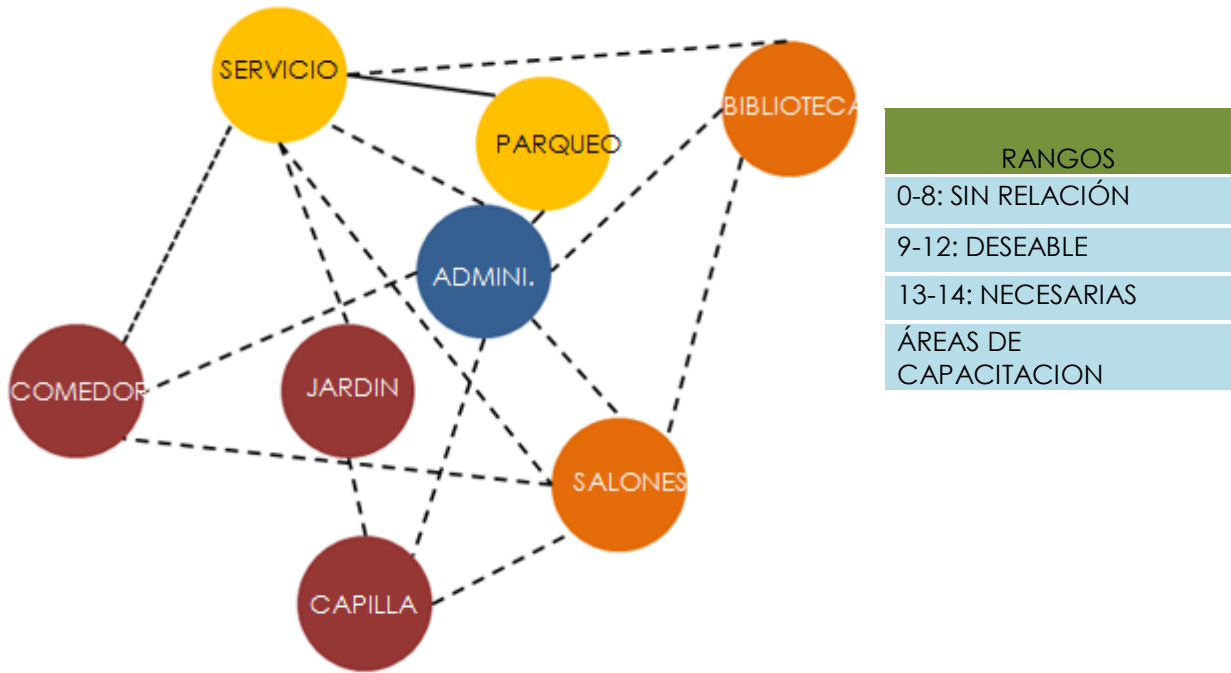 SERVICIO
PARQUEO
BIBLIOTECA
ADMINI.
COMEDOR
JARDIN
SALONES
CAPILLA
RANGOS
0-8: SIN RELACIÓN
9-12: DESEABLE
13-14: NECESARIAS
ÁREAS DE
CAPACITACION